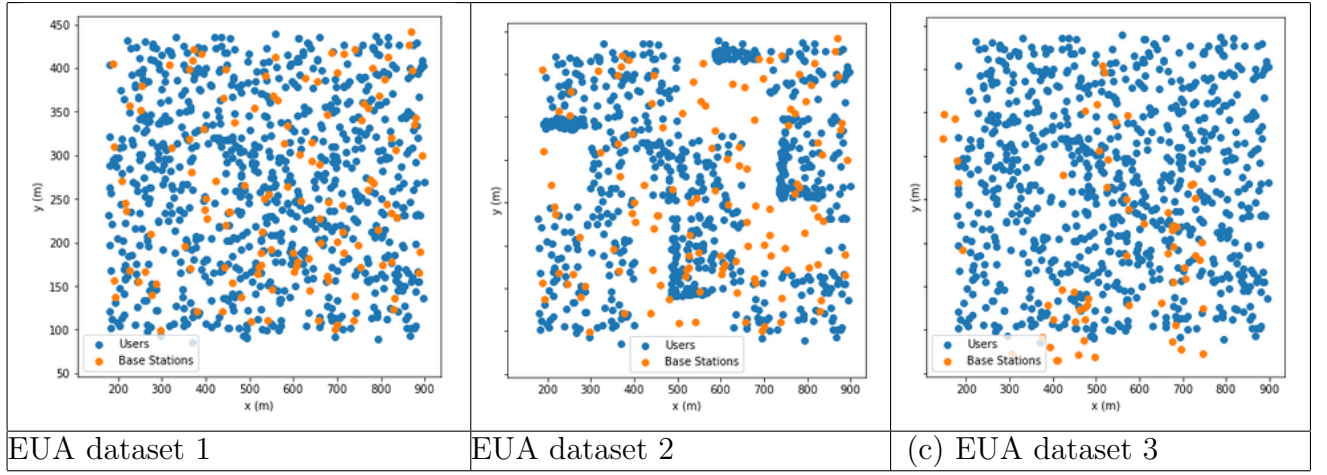 450
400
350
300
250
200
150
100
50
y (m)
Users
Base Stations
200 300 400 500 600 700 800 900
x (m)
EUA dataset 1
y (m)
Users
Base Stations
200 300 400 500 600 700 800 900
x (m)
EUA dataset 2
y (m)
Users
Base Stations
200 300 400 500 600 700 800 900
x (m)
(c) EUA dataset 3